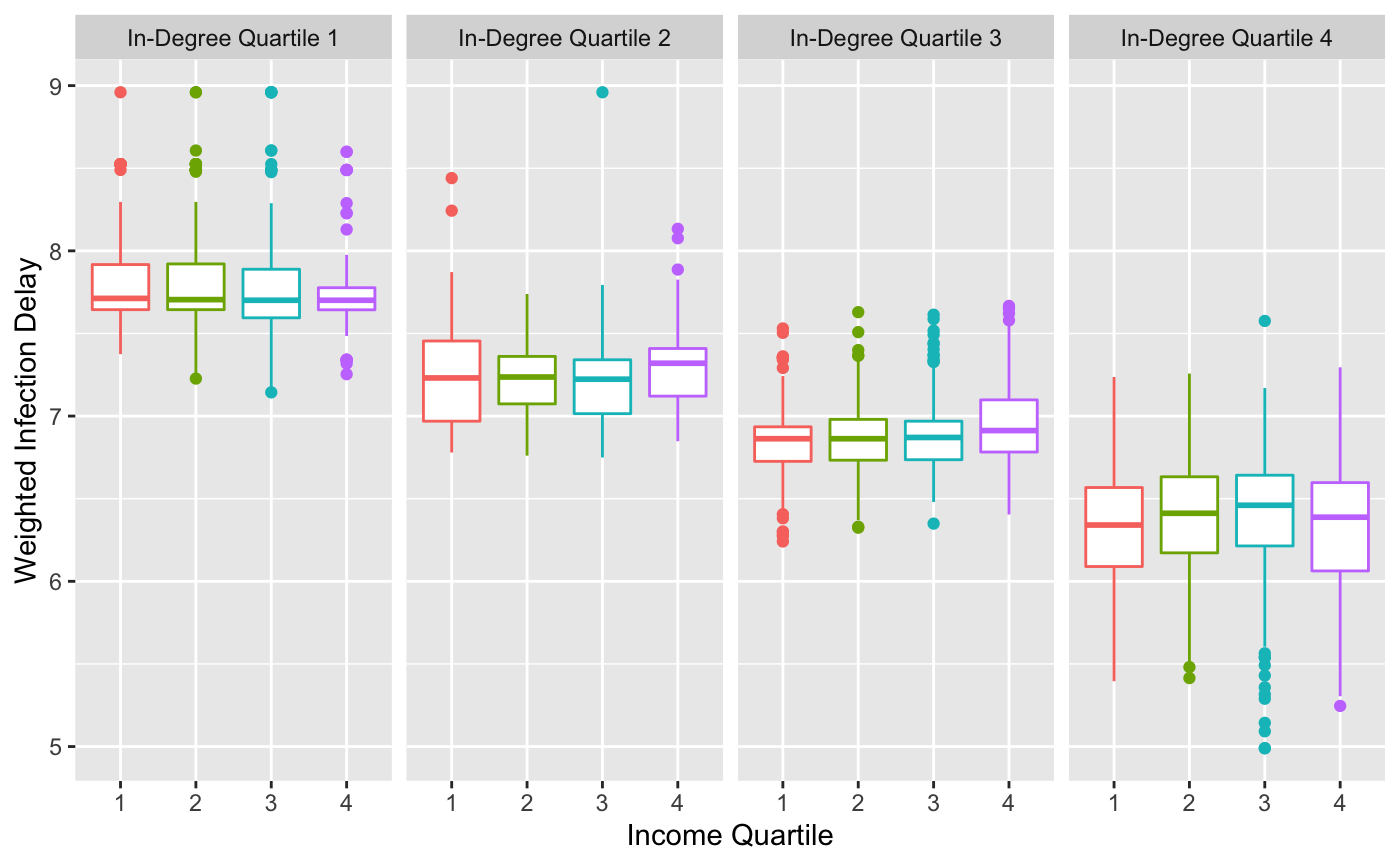 In-Degree Quartile 1 In-Degree Quartile 2 In-Degree Quartile 3 In-Degree Quartile 4
Weighted Infection Delay
9
8
7
6
5
1 2 3 4 1 2 3 4 1 2 3 4 1 2 3 4
Income Quartile